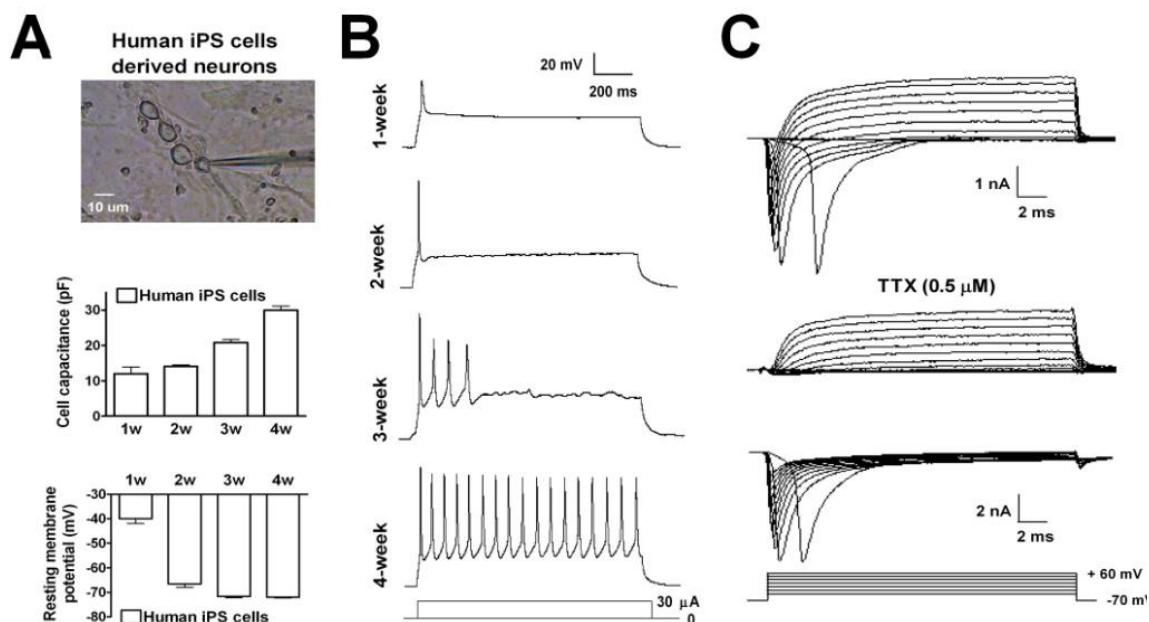 A
Human iPS cells
derived neurons
10 um
Cell capacitance (pF)
Human iPS cells
30
20
10
0
1w 2w 3w 4w
Resting membrane
potential (mV)
1w 2w 3w 4w
-30
-40
-50
-60
-70
-80
Human iPS cells
B
20 mV
200 ms
1-week
2-week
3-week
4-week
30 µA
0
C
1 nA
2 ms
TTX (0.5 µM)
2 nA
2 ms
+ 60 mV
-70 mV